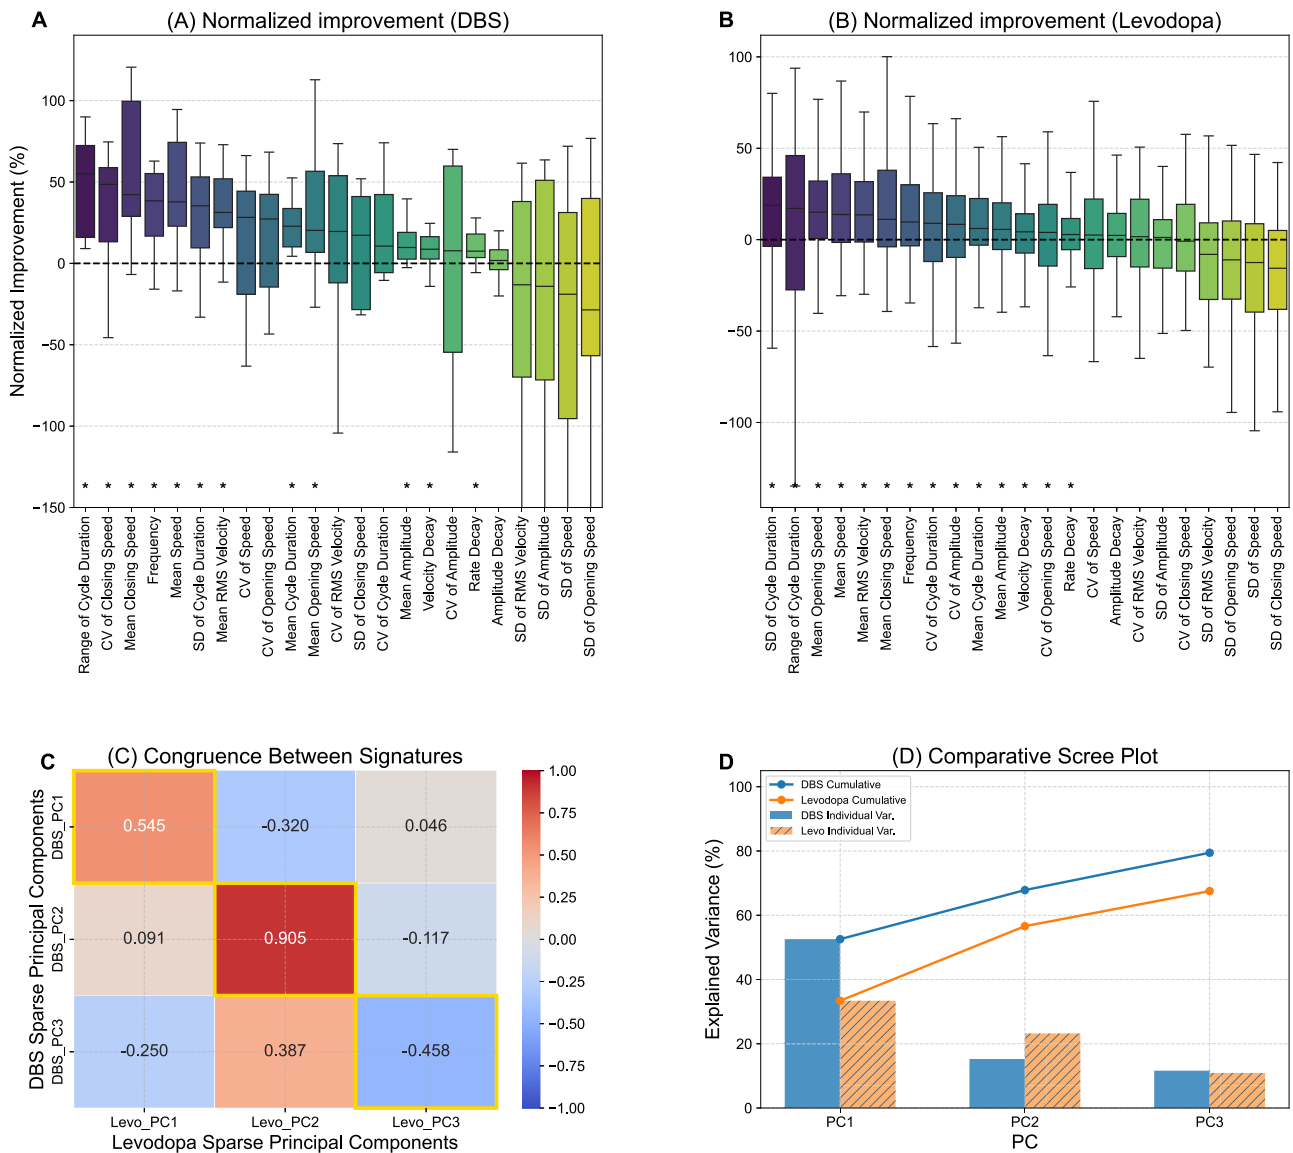 A
(A) Normalized improvement (DBS)
Normalized Improvement (%)
100
50
0
−50
−100
−150
* * * * * * * * * * * *
Range of Cycle Duration
CV of Closing Speed
Mean Closing Speed
Frequency
Mean Speed
SD of Cycle Duration
Mean RMS Velocity
CV of Speed
CV of Opening Speed
Mean Cycle Duration
Mean Opening Speed
CV of RMS Velocity
SD of Closing Speed
CV of Cycle Duration
Mean Amplitude
Velocity Decay
CV of Amplitude
Rate Decay
Amplitude Decay
SD of RMS Velocity
SD of Amplitude
SD of Speed
SD of Opening Speed
B
(B) Normalized improvement (Levodopa)
100
50
0
−50
−100
* * * * * * * * * * * * * *
SD of Cycle Duration
Range of Cycle Duration
Mean Opening Speed
Mean Speed
Mean RMS Velocity
Mean Closing Speed
Frequency
CV of Cycle Duration
CV of Amplitude
Mean Cycle Duration
Mean Amplitude
Velocity Decay
CV of Opening Speed
Rate Decay
CV of Speed
Amplitude Decay
CV of RMS Velocity
SD of Amplitude
CV of Closing Speed
SD of RMS Velocity
SD of Opening Speed
SD of Speed
SD of Closing Speed
C
(C) Congruence Between Signatures
DBS Sparse Principal Components
DBS_PC1
DBS_PC2
DBS_PC3
0.545
-0.320
0.046
0.091
0.905
-0.117
-0.250
0.387
-0.458
Levo_PC1
Levo_PC2
Levo_PC3
Levodopa Sparse Principal Components
1.00
0.75
0.50
0.25
0.00
−0.25
−0.50
−0.75
−1.00
D
(D) Comparative Scree Plot
Explained Variance (%)
100
80
60
40
20
0
DBS Cumulative
Levodopa Cumulative
DBS Individual Var.
Levo Individual Var.
PC1
PC2
PC3
PC